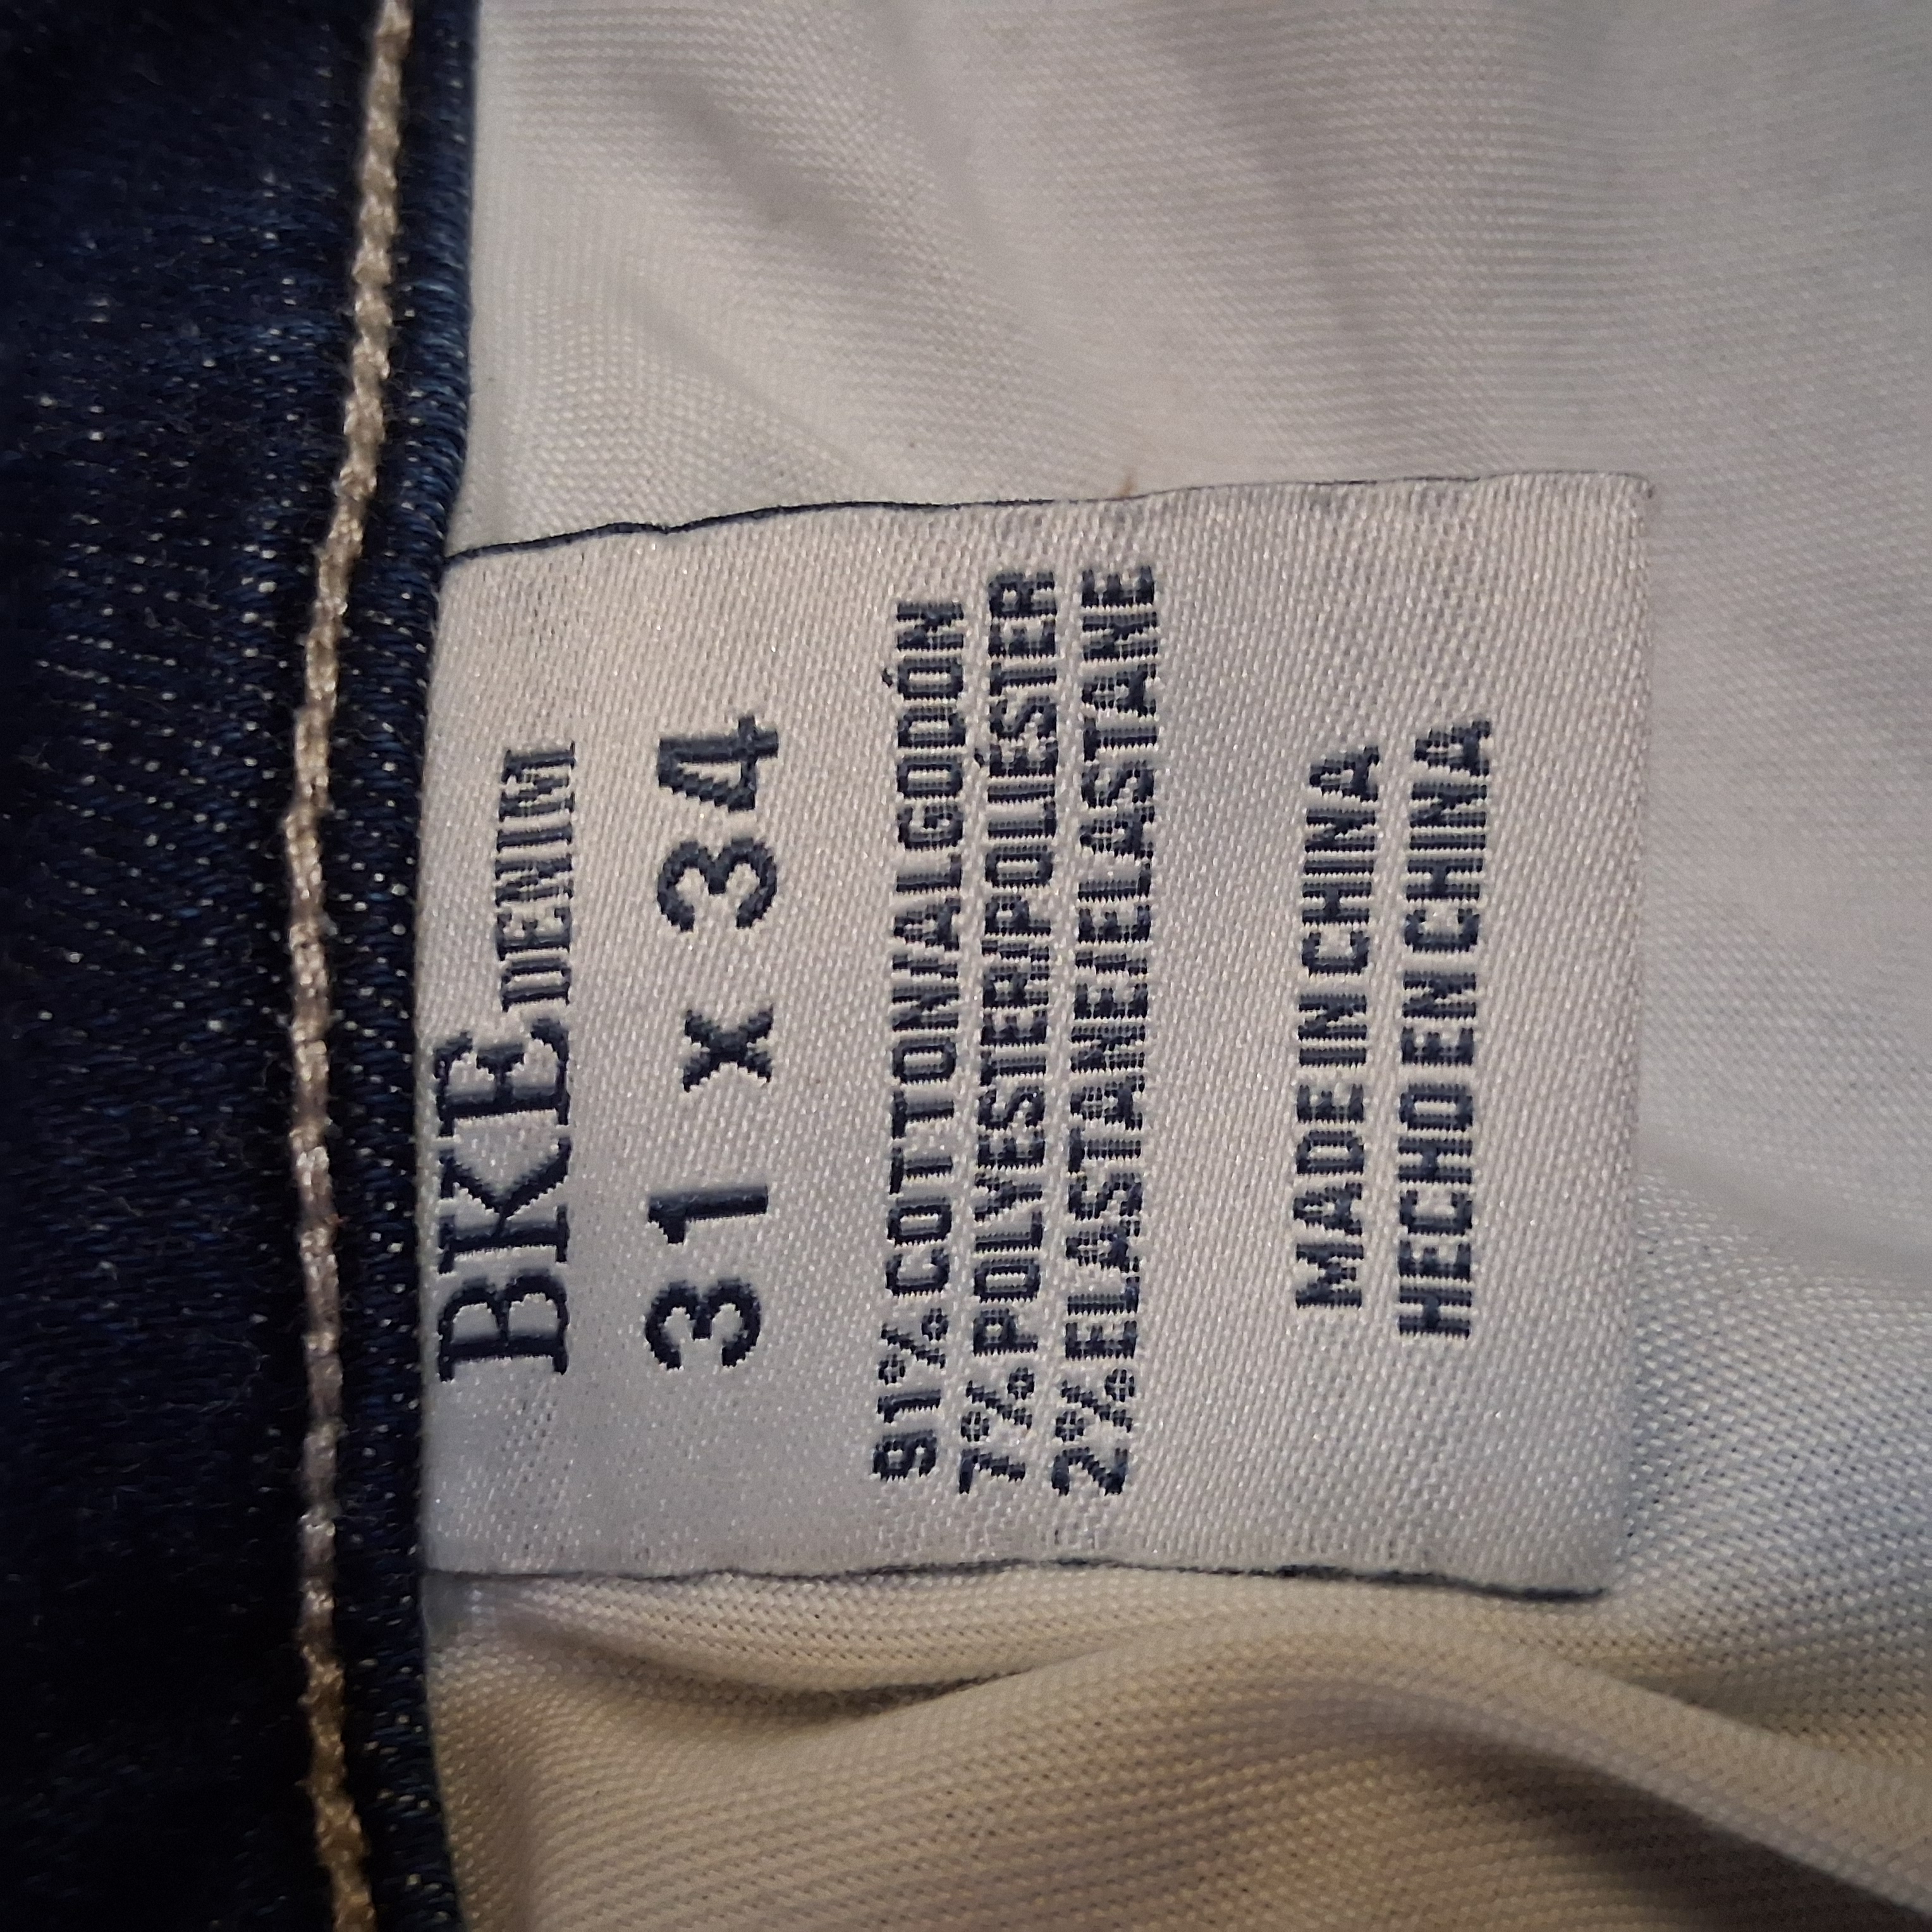 BKE DENIM
31 x 34
91% COTTON/ALGODÓN
7% POLYESTER/POLIÉSTER
2% ELASTANE/ELASTANE
MADE IN CHINA
HECHO EN CHINA